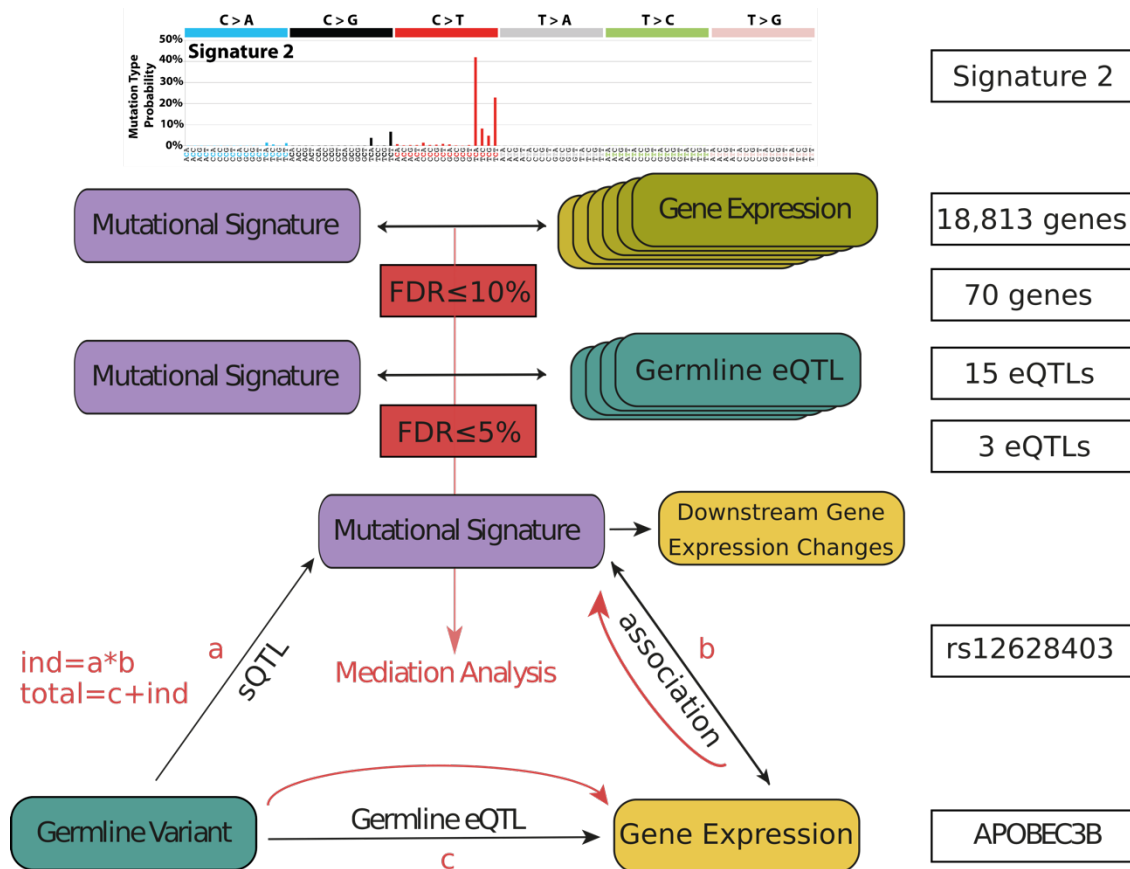 C > A C > G C > T T > A T > C T > G
50%
40%
30%
20%
10%
0%
Mutation Type
Probability
Signature 2
Signature 2
Mutational Signature
Gene Expression
18,813 genes
FDR≤10%
70 genes
Mutational Signature
Germline eQTL
15 eQTLs
FDR≤5%
3 eQTLs
Mutational Signature
Downstream Gene
Expression Changes
a
sQTL
ind=a*b
total=c+ind
Mediation Analysis
association
b
rs12628403
Germline Variant
Germline eQTL
c
Gene Expression
APOBEC3B